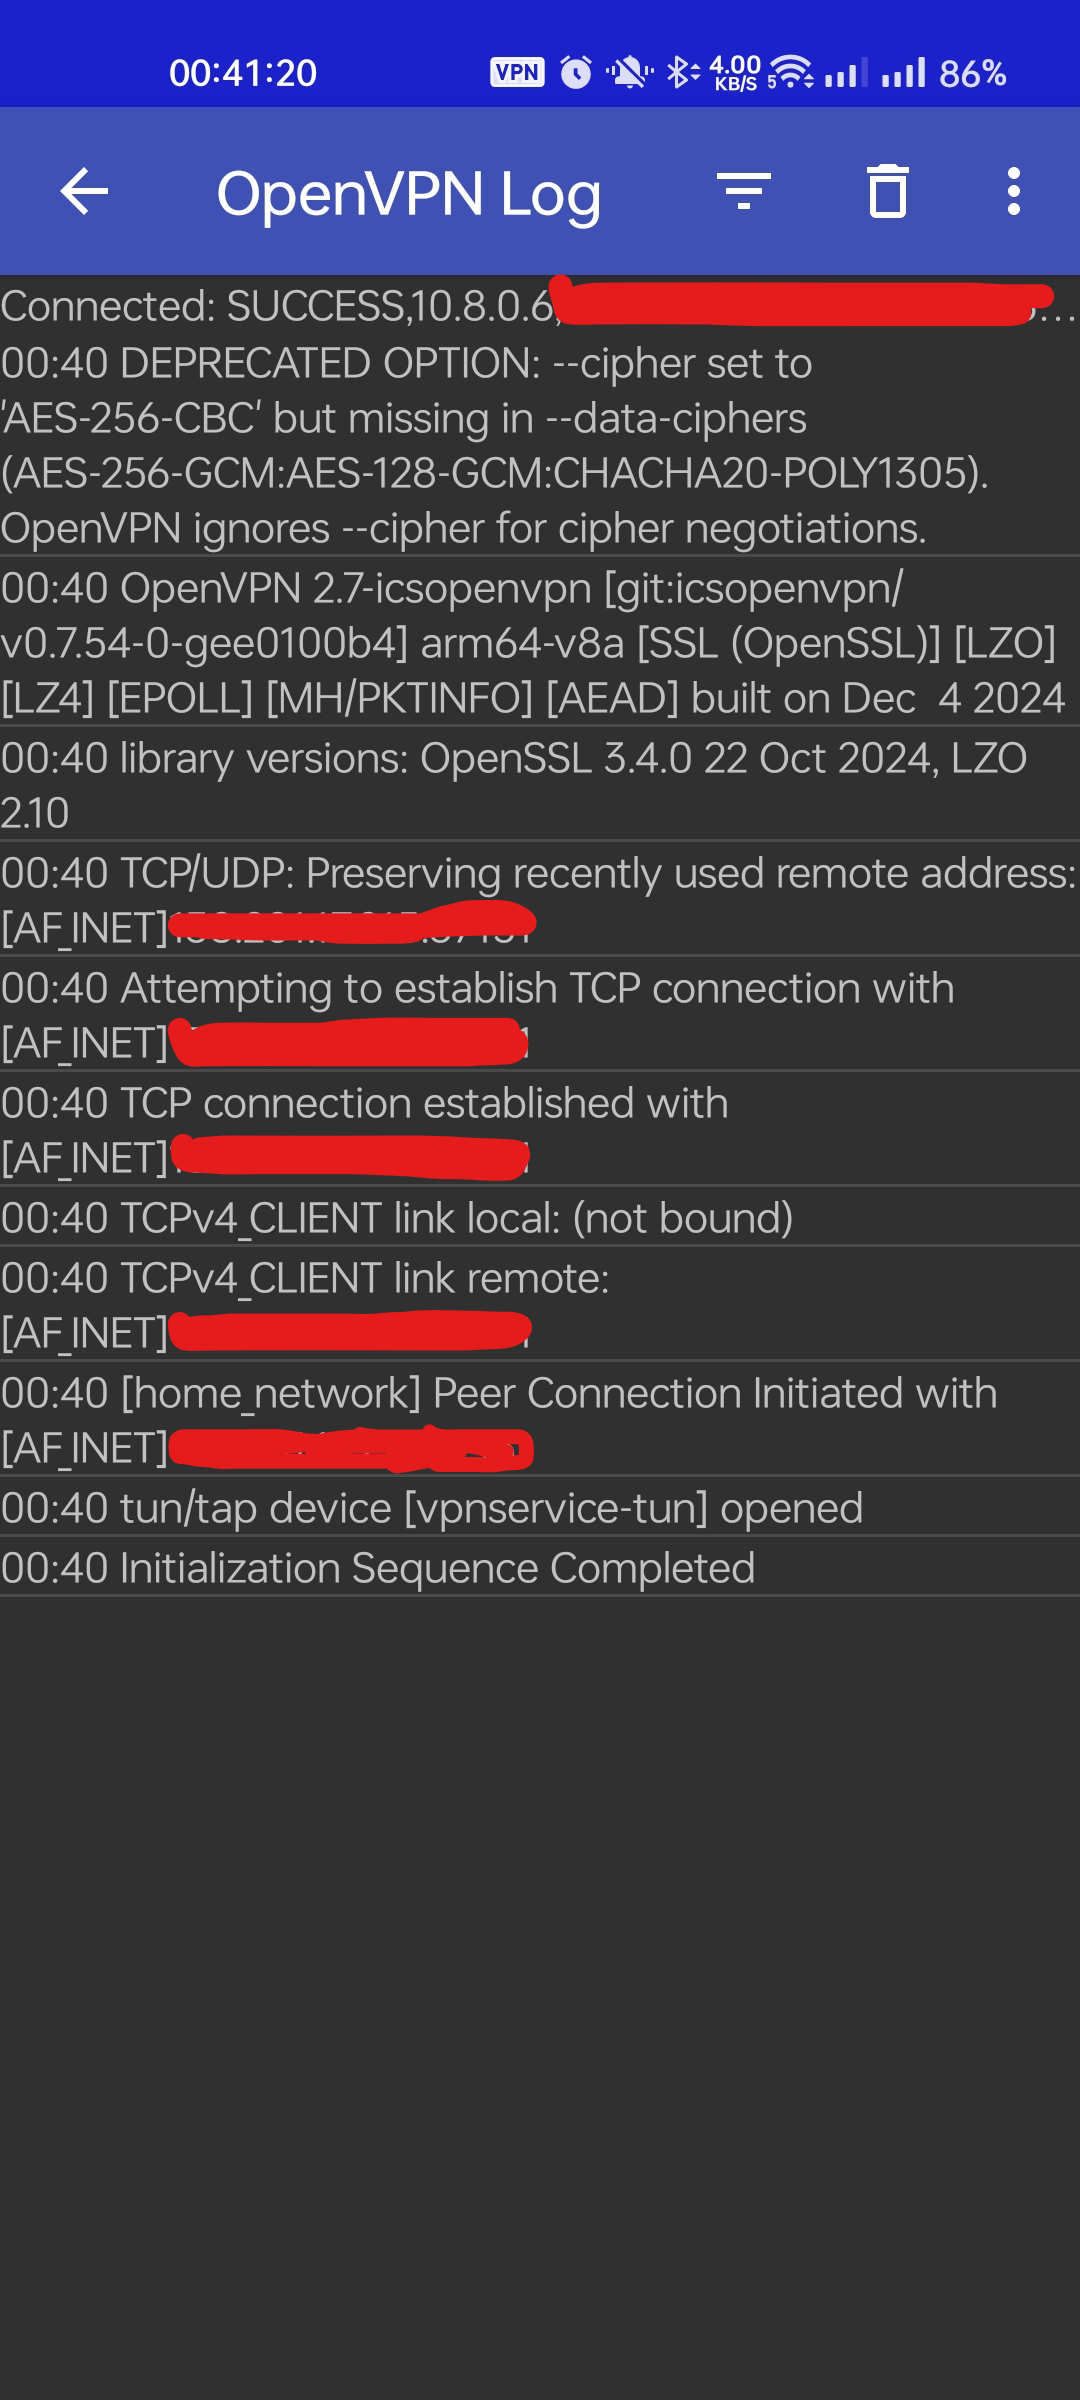 00:41:20 VPN 4.00 KB/S 5 86%
OpenVPN Log
Connected: SUCCESS,10.8.0.6,
00:40 DEPRECATED OPTION: --cipher set to
'AES-256-CBC' but missing in --data-ciphers
(AES-256-GCM:AES-128-GCM:CHACHA20-POLY1305).
OpenVPN ignores --cipher for cipher negotiations.
00:40 OpenVPN 2.7-icsopenvpn [git:icsopenvpn/
v0.7.54-0-gee0100b4] arm64-v8a [SSL (OpenSSL)] [LZO]
[LZ4] [EPOLL] [MH/PKTINFO] [AEAD] built on Dec  4 2024
00:40 library versions: OpenSSL 3.4.0 22 Oct 2024, LZO
2.10
00:40 TCP/UDP: Preserving recently used remote address:
[AF_INET]
00:40 Attempting to establish TCP connection with
[AF_INET]
00:40 TCP connection established with
[AF_INET]
00:40 TCPv4_CLIENT link local: (not bound)
00:40 TCPv4_CLIENT link remote:
[AF_INET]
00:40 [home_network] Peer Connection Initiated with
[AF_INET]
00:40 tun/tap device [vpnservice-tun] opened
00:40 Initialization Sequence Completed